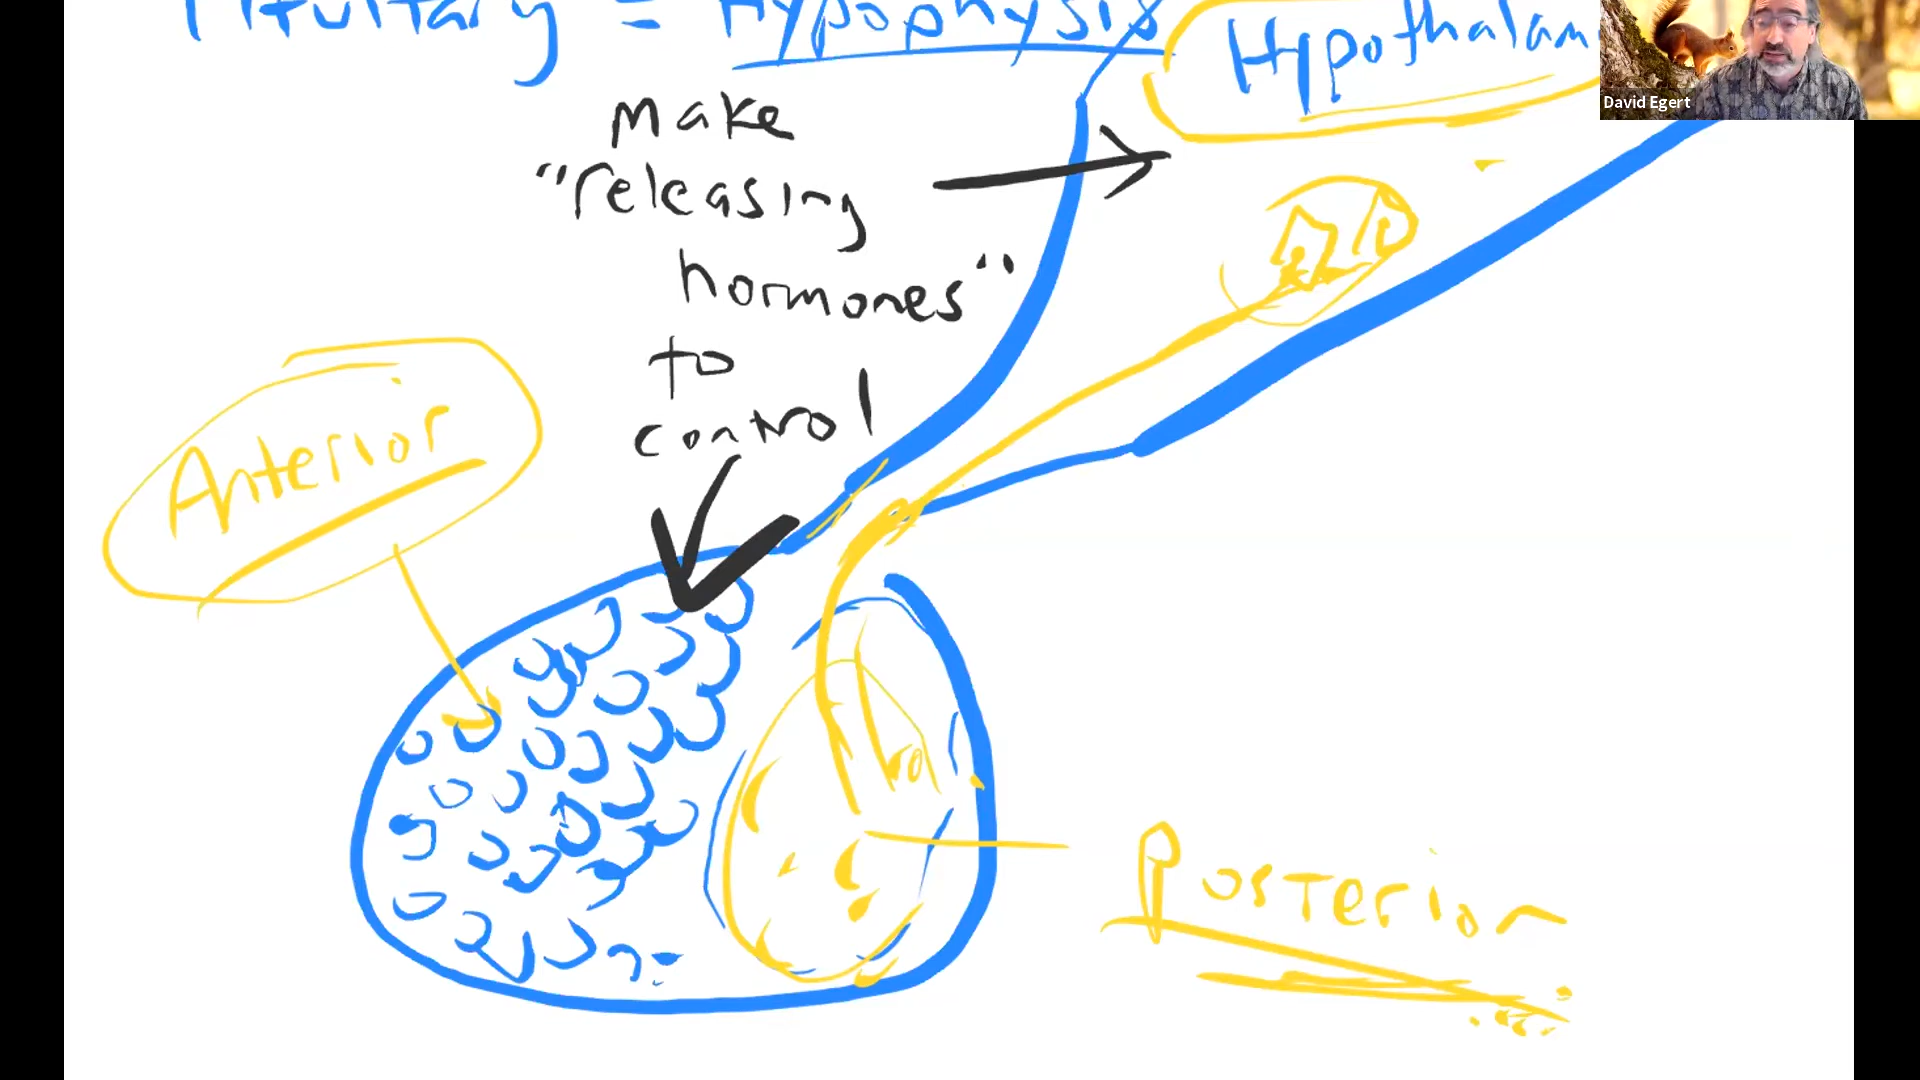 Pituitary = Hypophysis
Hypothalam
David Egert
Make
"releasing
hormones"
to
control
Anterior
Posterior